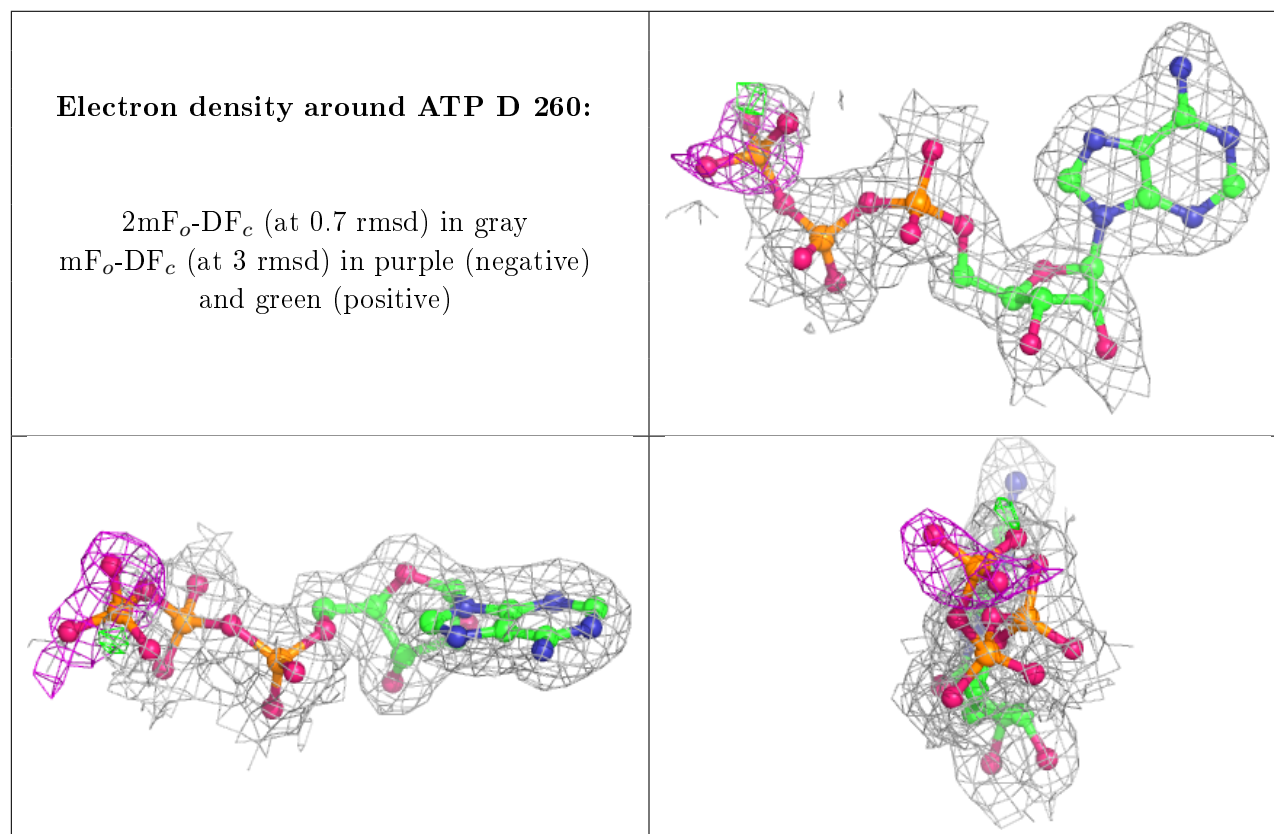 Electron density around ATP D 260:
2mFo-DFc (at 0.7 rmsd) in gray
mFo-DFc (at 3 rmsd) in purple (negative)
and green (positive)